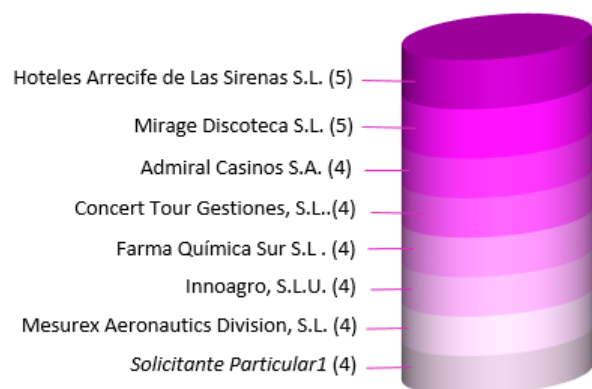 Hoteles Arrecife de Las Sirenas S.L. (5)
Mirage Discoteca S.L. (5)
Admiral Casinos S.A. (4)
Concert Tour Gestiones, S.L..(4)
Farma Química Sur S.L . (4)
Innoagro, S.L.U. (4)
Mesurex Aeronautics Division, S.L. (4)
Solicitante Particular1 (4)